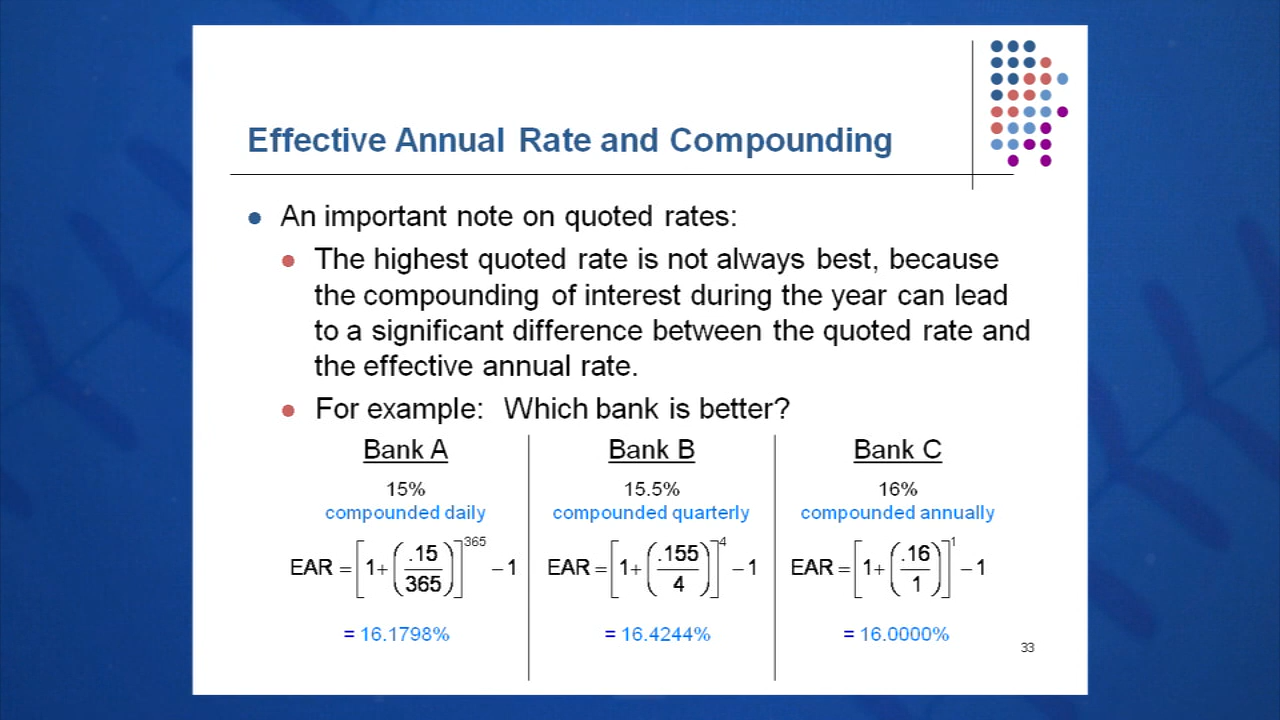 Effective Annual Rate and Compounding
An important note on quoted rates:
The highest quoted rate is not always best, because
the compounding of interest during the year can lead
to a significant difference between the quoted rate and
the effective annual rate.
For example: Which bank is better?
Bank A
15%
compounded daily
EAR = [1+(.15/365)]^365 − 1
= 16.1798%
Bank B
15.5%
compounded quarterly
EAR = [1+(.155/4)]^4 − 1
= 16.4244%
Bank C
16%
compounded annually
EAR = [1+(.16/1)]^1 − 1
= 16.0000%
33